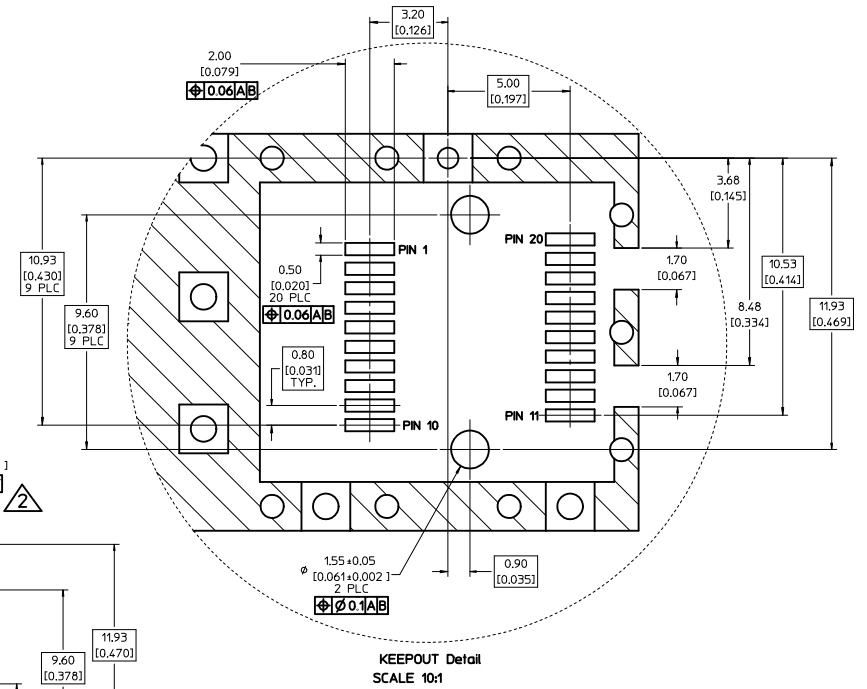 3.20
[0.126]
2.00
[0.079]
⌖ 0.06 A B
5.00
[0.197]
3.68
[0.145]
PIN 1
PIN 20
10.93
[0.430]
9 PLC
0.50
[0.020]
20 PLC
⌖ 0.06 A B
1.70
[0.067]
10.53
[0.414]
9.60
[0.378]
9 PLC
8.48
[0.334]
11.93
[0.469]
0.80
[0.031]
TYP.
1.70
[0.067]
PIN 10
PIN 11
]
2
1.55±0.05
⌀ [0.061±0.002 ]
2 PLC
⌖ ⌀ 0.1 A B
0.90
[0.035]
11.93
[0.470]
9.60
[0.378]
KEEPOUT Detail
SCALE 10:1